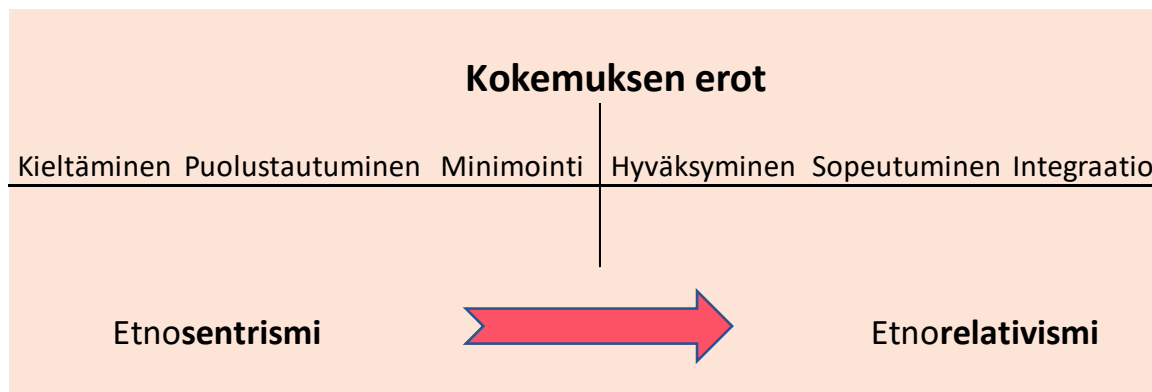 Kokemuksen erot
Kieltäminen Puolustautuminen Minimointi Hyväksyminen Sopeutuminen Integraatio
Etnosentrismi Etnorelativismi